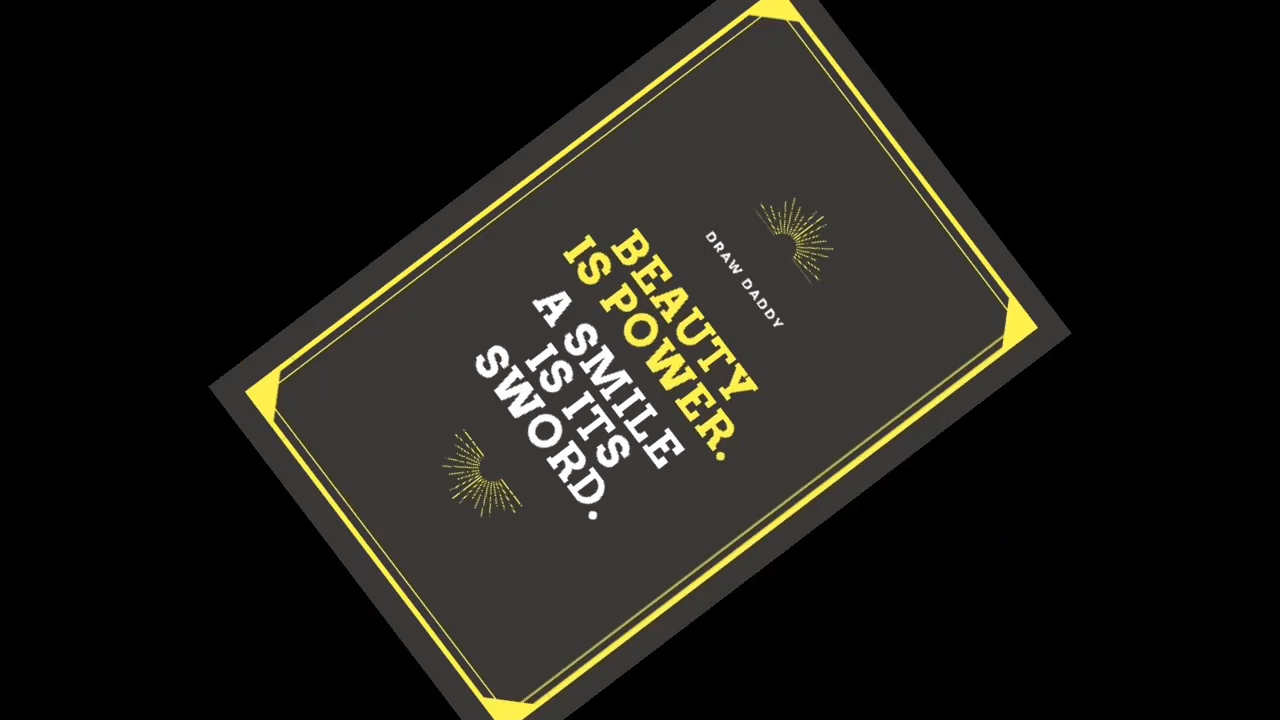 DRAW DADDY
BEAUTY
IS POWER.
A SMILE
IS ITS
SWORD.